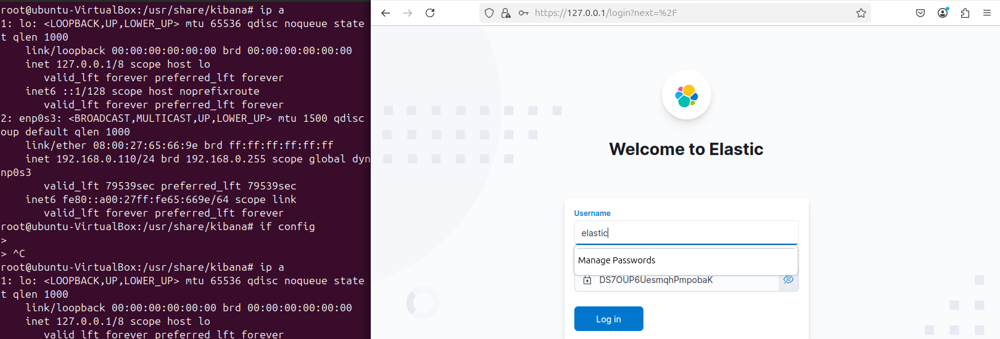 root@ubuntu-VirtualBox:/usr/share/kibana# ip a
1: lo: <LOOPBACK,UP,LOWER_UP> mtu 65536 qdisc noqueue state
t qlen 1000
link/loopback 00:00:00:00:00:00 brd 00:00:00:00:00:00
inet 127.0.0.1/8 scope host lo
valid_lft forever preferred_lft forever
inet6 ::1/128 scope host noprefixroute
valid_lft forever preferred_lft forever
2: enp0s3: <BROADCAST,MULTICAST,UP,LOWER_UP> mtu 1500 qdisc
oup default qlen 1000
link/ether 08:00:27:65:66:9e brd ff:ff:ff:ff:ff:ff
inet 192.168.0.110/24 brd 192.168.0.255 scope global dyn
np0s3
valid_lft 79539sec preferred_lft 79539sec
inet6 fe80::a00:27ff:fe65:669e/64 scope link
valid_lft forever preferred_lft forever
root@ubuntu-VirtualBox:/usr/share/kibana# if config
>
> ^C
root@ubuntu-VirtualBox:/usr/share/kibana# ip a
1: lo: <LOOPBACK,UP,LOWER_UP> mtu 65536 qdisc noqueue state
t qlen 1000
link/loopback 00:00:00:00:00:00 brd 00:00:00:00:00:00
inet 127.0.0.1/8 scope host lo
valid_lft forever preferred_lft forever
https://127.0.0.1/login?next=%2F
Welcome to Elastic
Username
elastic
Manage Passwords
DS7OUP6UesmqhPmpobaK
Log in